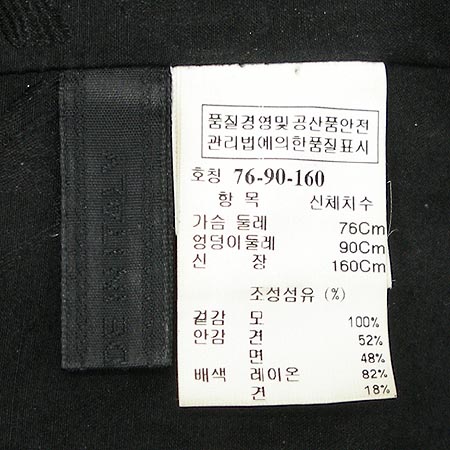 품질경영및 공산품안전
관리법에의한품질표시
호칭 76-90-160
항 목 신체치수
가슴 둘레 76Cm
엉덩이둘레 90Cm
신 장 160Cm
조성섬유 (%)
겉감 모 100%
안감 견 52%
면 48%
배색 레이온 82%
견 18%